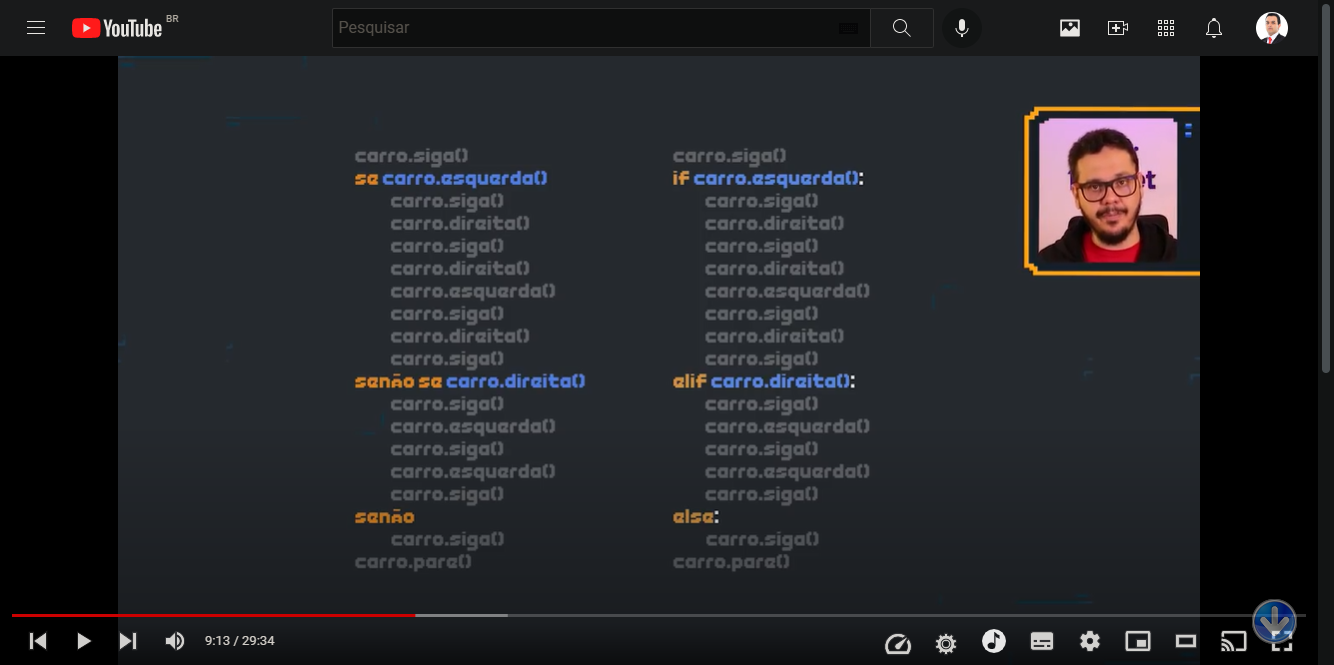 YouTube BR
Pesquisar
carro.siga()
se carro.esquerda()
carro.siga()
carro.direita()
carro.siga()
carro.direita()
carro.esquerda()
carro.siga()
carro.direita()
carro.siga()
senão se carro.direita()
carro.siga()
carro.esquerda()
carro.siga()
carro.esquerda()
carro.siga()
senão
carro.siga()
carro.pare()
carro.siga()
if carro.esquerda():
carro.siga()
carro.direita()
carro.siga()
carro.direita()
carro.esquerda()
carro.siga()
carro.direita()
carro.siga()
elif carro.direita():
carro.siga()
carro.esquerda()
carro.siga()
carro.esquerda()
carro.siga()
else:
carro.siga()
carro.pare()
9:13 / 29:34